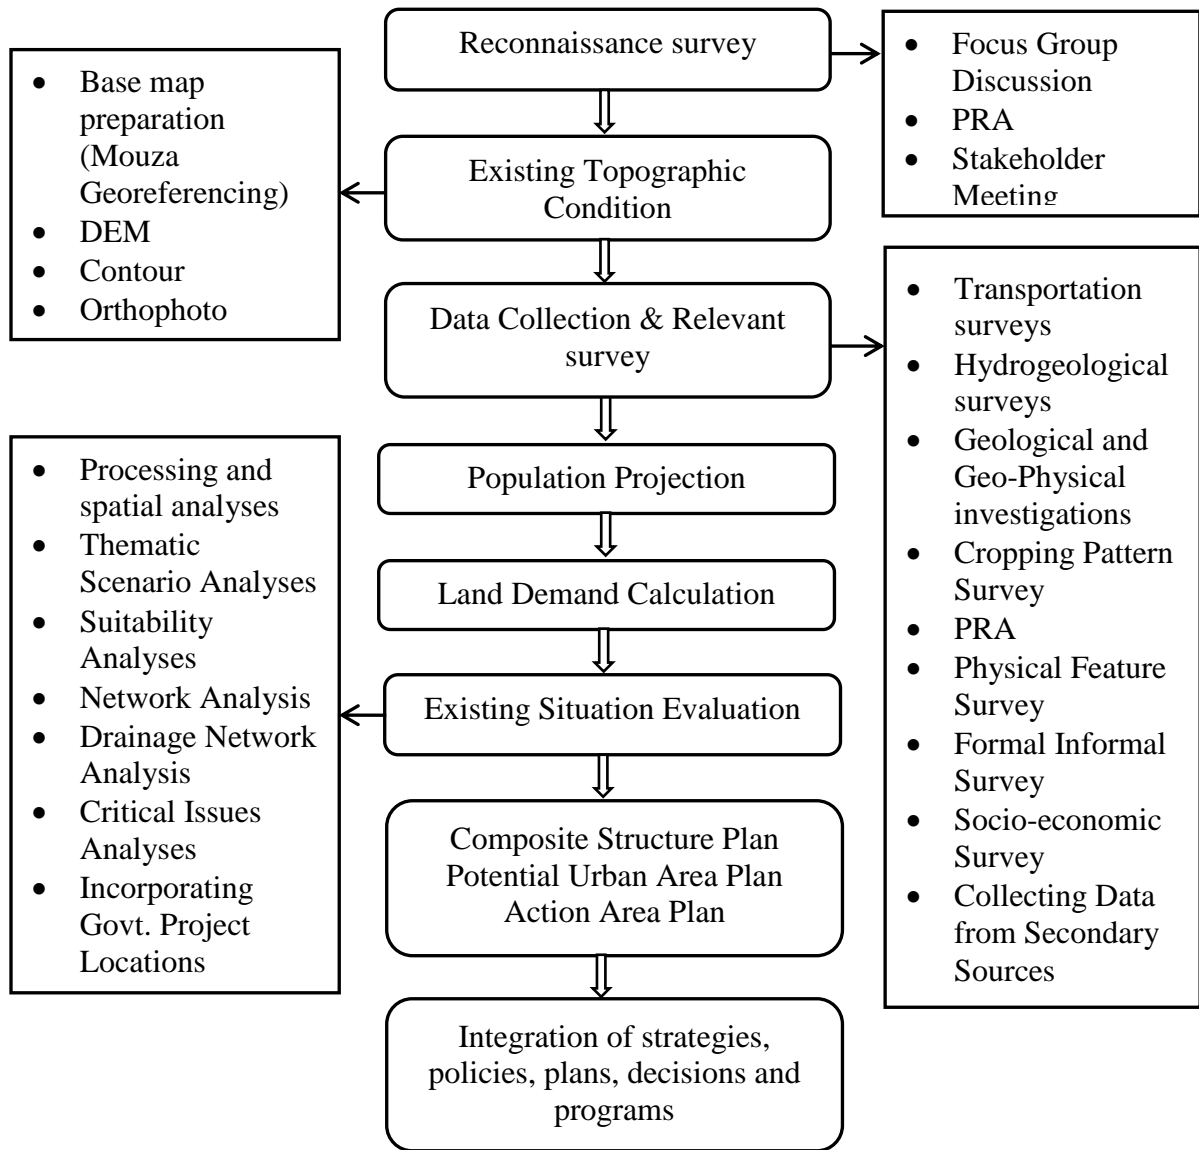 Reconnaissance survey
• Focus Group
Discussion
• PRA
• Stakeholder
Meeting
• Base map
preparation
(Mouza
Georeferencing)
• DEM
• Contour
• Orthophoto
Existing Topographic
Condition
Data Collection & Relevant
survey
• Transportation
surveys
• Hydrogeological
surveys
• Geological and
Geo-Physical
investigations
• Cropping Pattern
Survey
• PRA
• Physical Feature
Survey
• Formal Informal
Survey
• Socio-economic
Survey
• Collecting Data
from Secondary
Sources
Population Projection
Land Demand Calculation
• Processing and
spatial analyses
• Thematic
Scenario Analyses
• Suitability
Analyses
• Network Analysis
• Drainage Network
Analysis
• Critical Issues
Analyses
• Incorporating
Govt. Project
Locations
Existing Situation Evaluation
Composite Structure Plan
Potential Urban Area Plan
Action Area Plan
Integration of strategies,
policies, plans, decisions and
programs